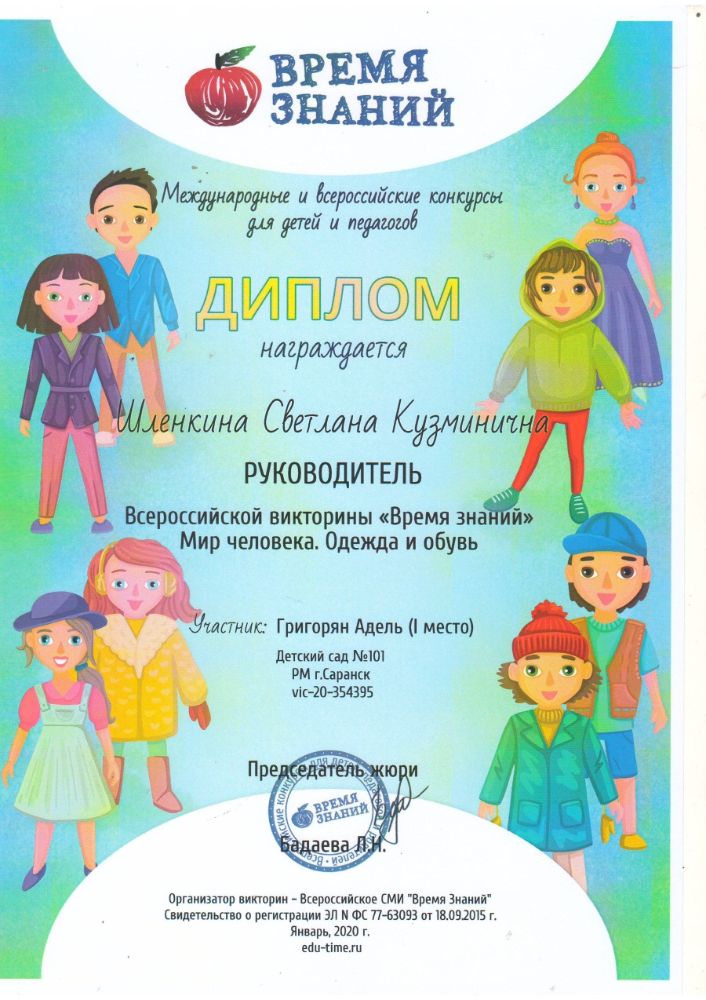 ВРЕМЯ
ЗНАНИЙ
Международные и всероссийские конкурсы
для детей и педагогов
ДИПЛОМ
награждается
Шленкина Светлана Кузминична
РУКОВОДИТЕЛЬ
Всероссийской викторины «Время знаний»
Мир человека. Одежда и обувь
Участник: Григорян Адель (I место)
Детский сад №101
РМ г.Саранск
vic-20-354395
Председатель жюри
ВРЕМЯ
ЗНАНИЙ
Бадаева Л.Н.
Организатор викторин - Всероссийское СМИ "Время Знаний"
Свидетельство о регистрации ЭЛ N ФС 77-63093 от 18.09.2015 г.
Январь, 2020 г.
edu-time.ru